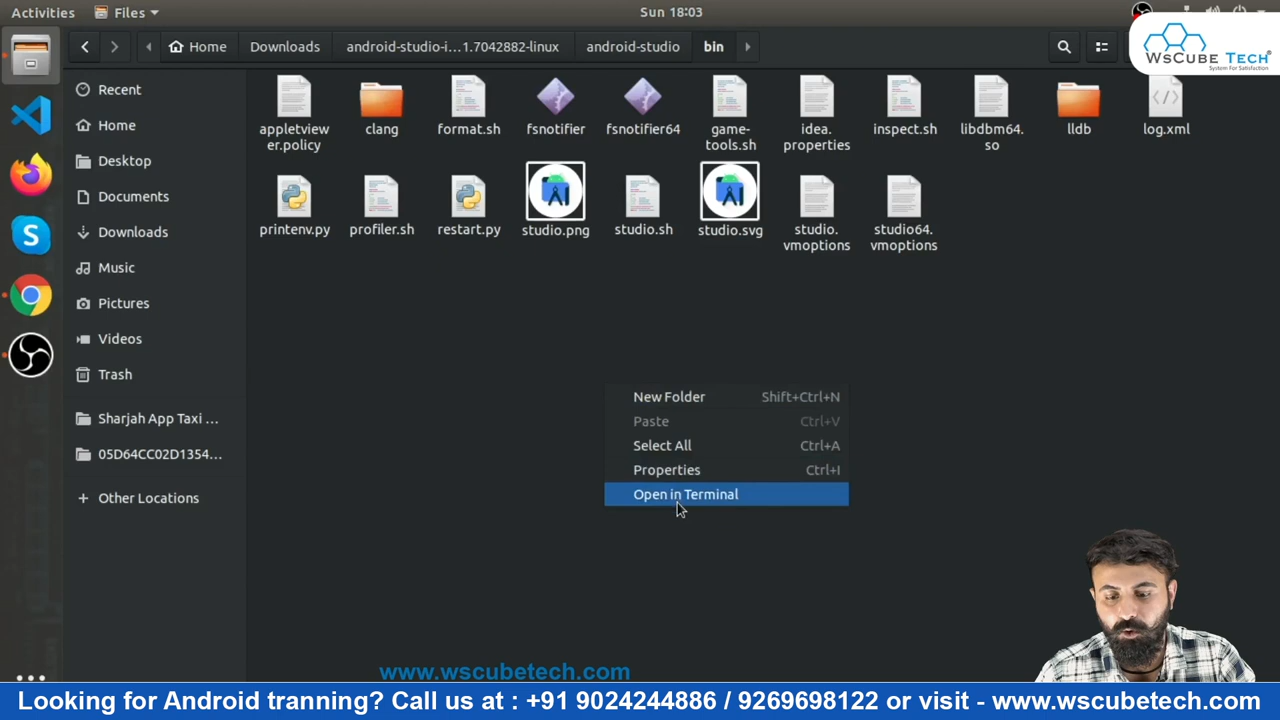 Activities
Files
Sun 18:03
WsCube Tech
System For Satisfaction
Home
Downloads
android-studio-i…1.7042882-linux
android-studio
bin
Recent
Home
Desktop
Documents
Downloads
Music
Pictures
Videos
Trash
Sharjah App Taxi …
05D64CC02D1354…
+ Other Locations
appletview
er.policy
clang
format.sh
fsnotifier
fsnotifier64
game-
tools.sh
idea.
properties
inspect.sh
libdbm64.
so
lldb
log.xml
printenv.py
profiler.sh
restart.py
studio.png
studio.sh
studio.svg
studio.
vmoptions
studio64.
vmoptions
New Folder Shift+Ctrl+N
Paste Ctrl+V
Select All Ctrl+A
Properties Ctrl+I
Open in Terminal
www.wscubetech.com
Looking for Android tranning? Call us at : +91 9024244886 / 9269698122 or visit - www.wscubetech.com